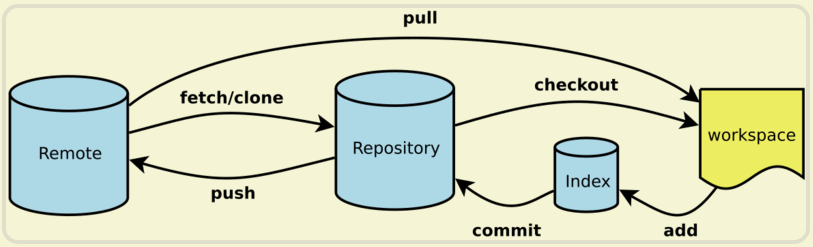 pull
fetch/clone
checkout
Remote
Repository
workspace
Index
push
commit
add